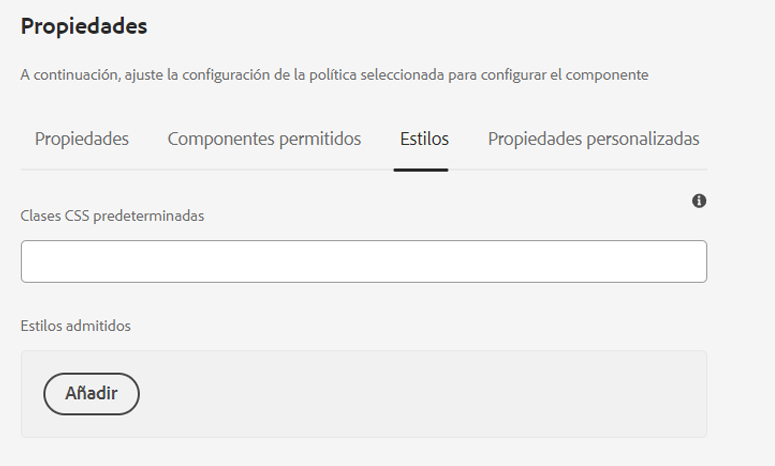 Propiedades
A continuación, ajuste la configuración de la política seleccionada para configurar el componente
Propiedades Componentes permitidos Estilos Propiedades personalizadas
Clases CSS predeterminadas
Estilos admitidos
Añadir